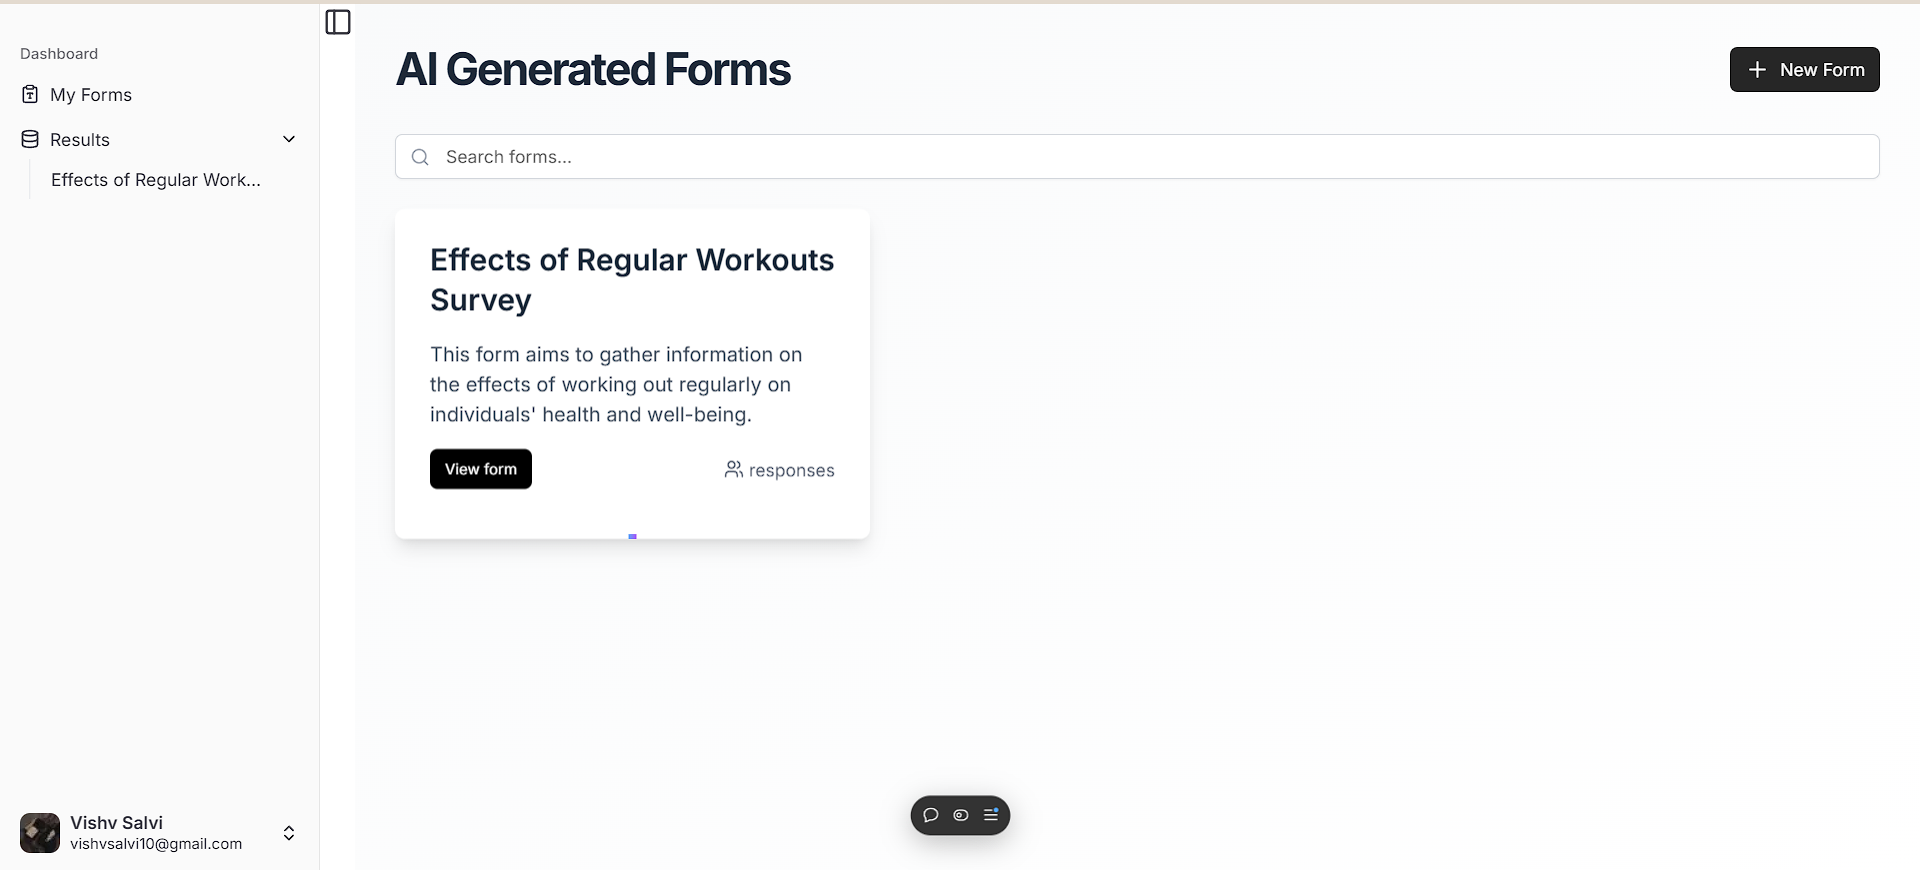 Dashboard
My Forms
Results
Effects of Regular Work...
Vishv Salvi
vishvsalvi10@gmail.com
AI Generated Forms
New Form
Search forms...
Effects of Regular Workouts
Survey
This form aims to gather information on
the effects of working out regularly on
individuals' health and well-being.
View form
responses